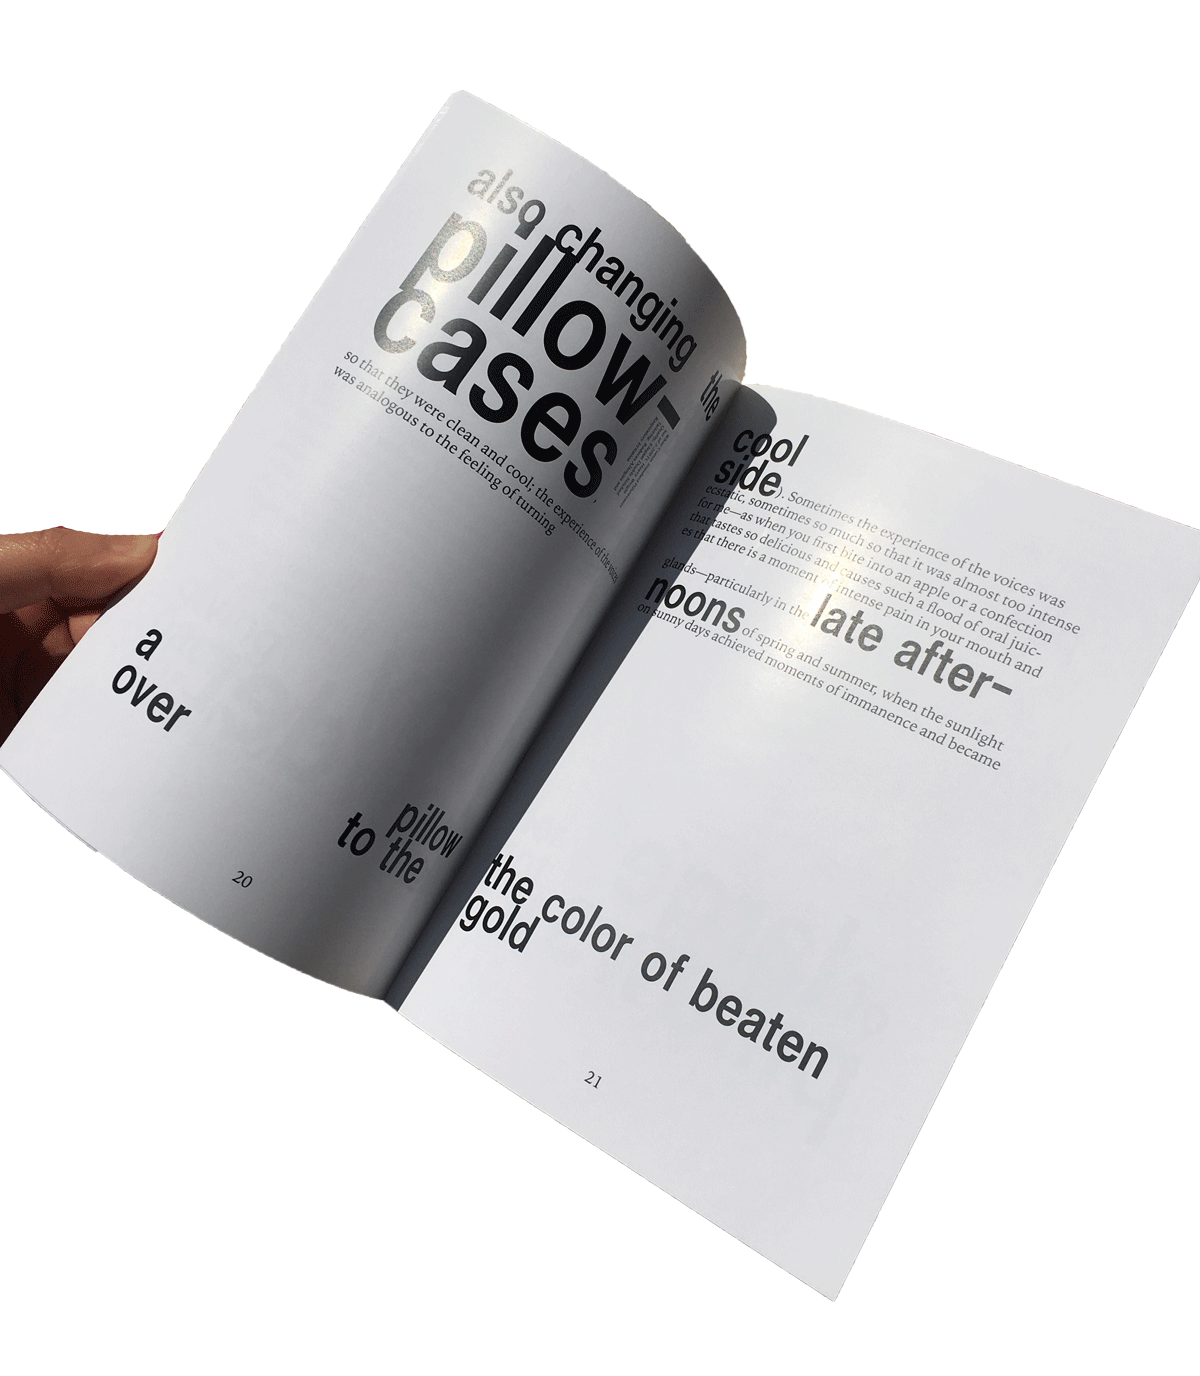 also changing
pillow-
cases
so that they were clean and cool; the experience of the voices
was analogous to the feeling of turning
a
over
pillow
to the
20
the
cool
side). Sometimes the experience of the voices was
ecstatic, sometimes so much so that it was almost too intense
for me—as when you first bite into an apple or a confection
that tastes so delicious and causes such a flood of oral juic-
es that there is a moment of intense pain in your mouth and
glands—particularly in the late after-
noons of spring and summer, when the sunlight
on sunny days achieved moments of immanence and became
the color of beaten
gold
21